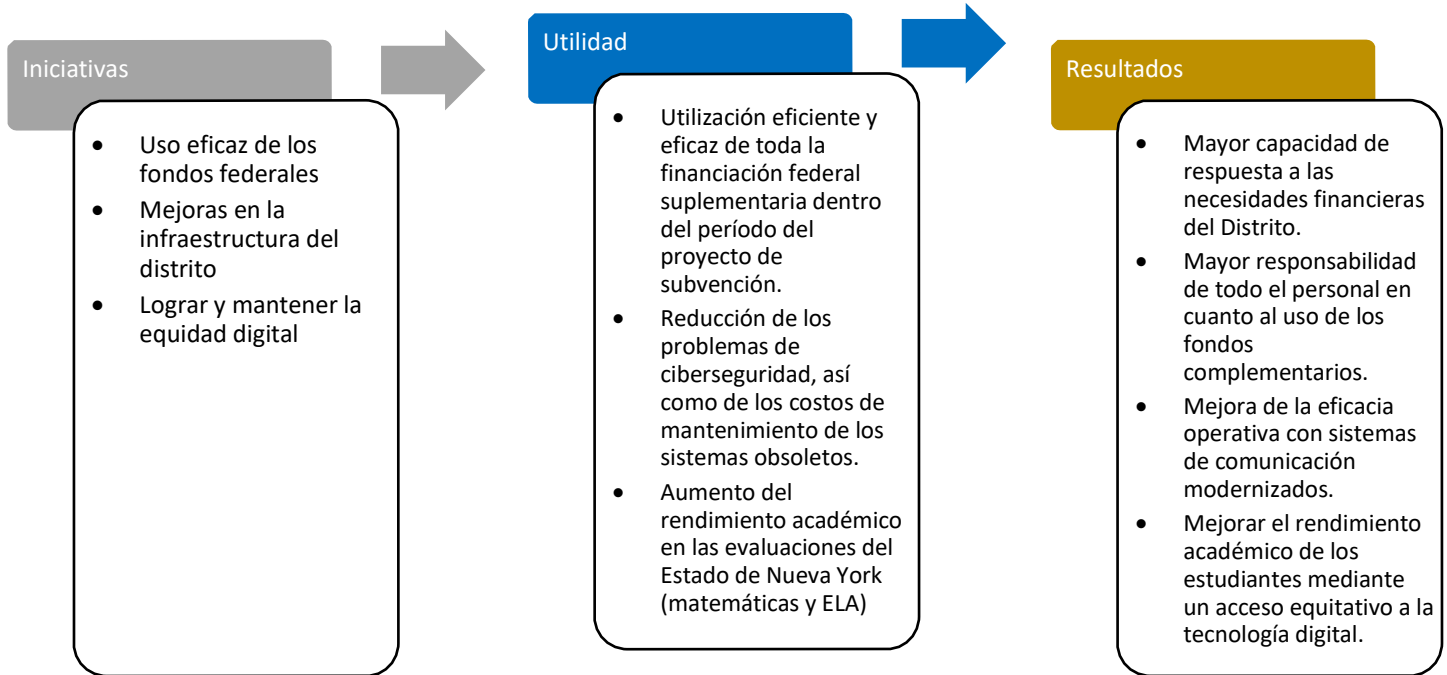 Iniciativas
• Uso eficaz de los
fondos federales
• Mejoras en la
infraestructura del
distrito
• Lograr y mantener la
equidad digital
Utilidad
• Utilización eficiente y
eficaz de toda la
financiación federal
suplementaria dentro
del período del
proyecto de
subvención.
• Reducción de los
problemas de
ciberseguridad, así
como de los costos de
mantenimiento de los
sistemas obsoletos.
• Aumento del
rendimiento académico
en las evaluaciones del
Estado de Nueva York
(matemáticas y ELA)
Resultados
• Mayor capacidad de
respuesta a las
necesidades financieras
del Distrito.
• Mayor responsabilidad
de todo el personal en
cuanto al uso de los
fondos
complementarios.
• Mejora de la eficacia
operativa con sistemas
de comunicación
modernizados.
• Mejorar el rendimiento
académico de los
estudiantes mediante
un acceso equitativo a la
tecnología digital.